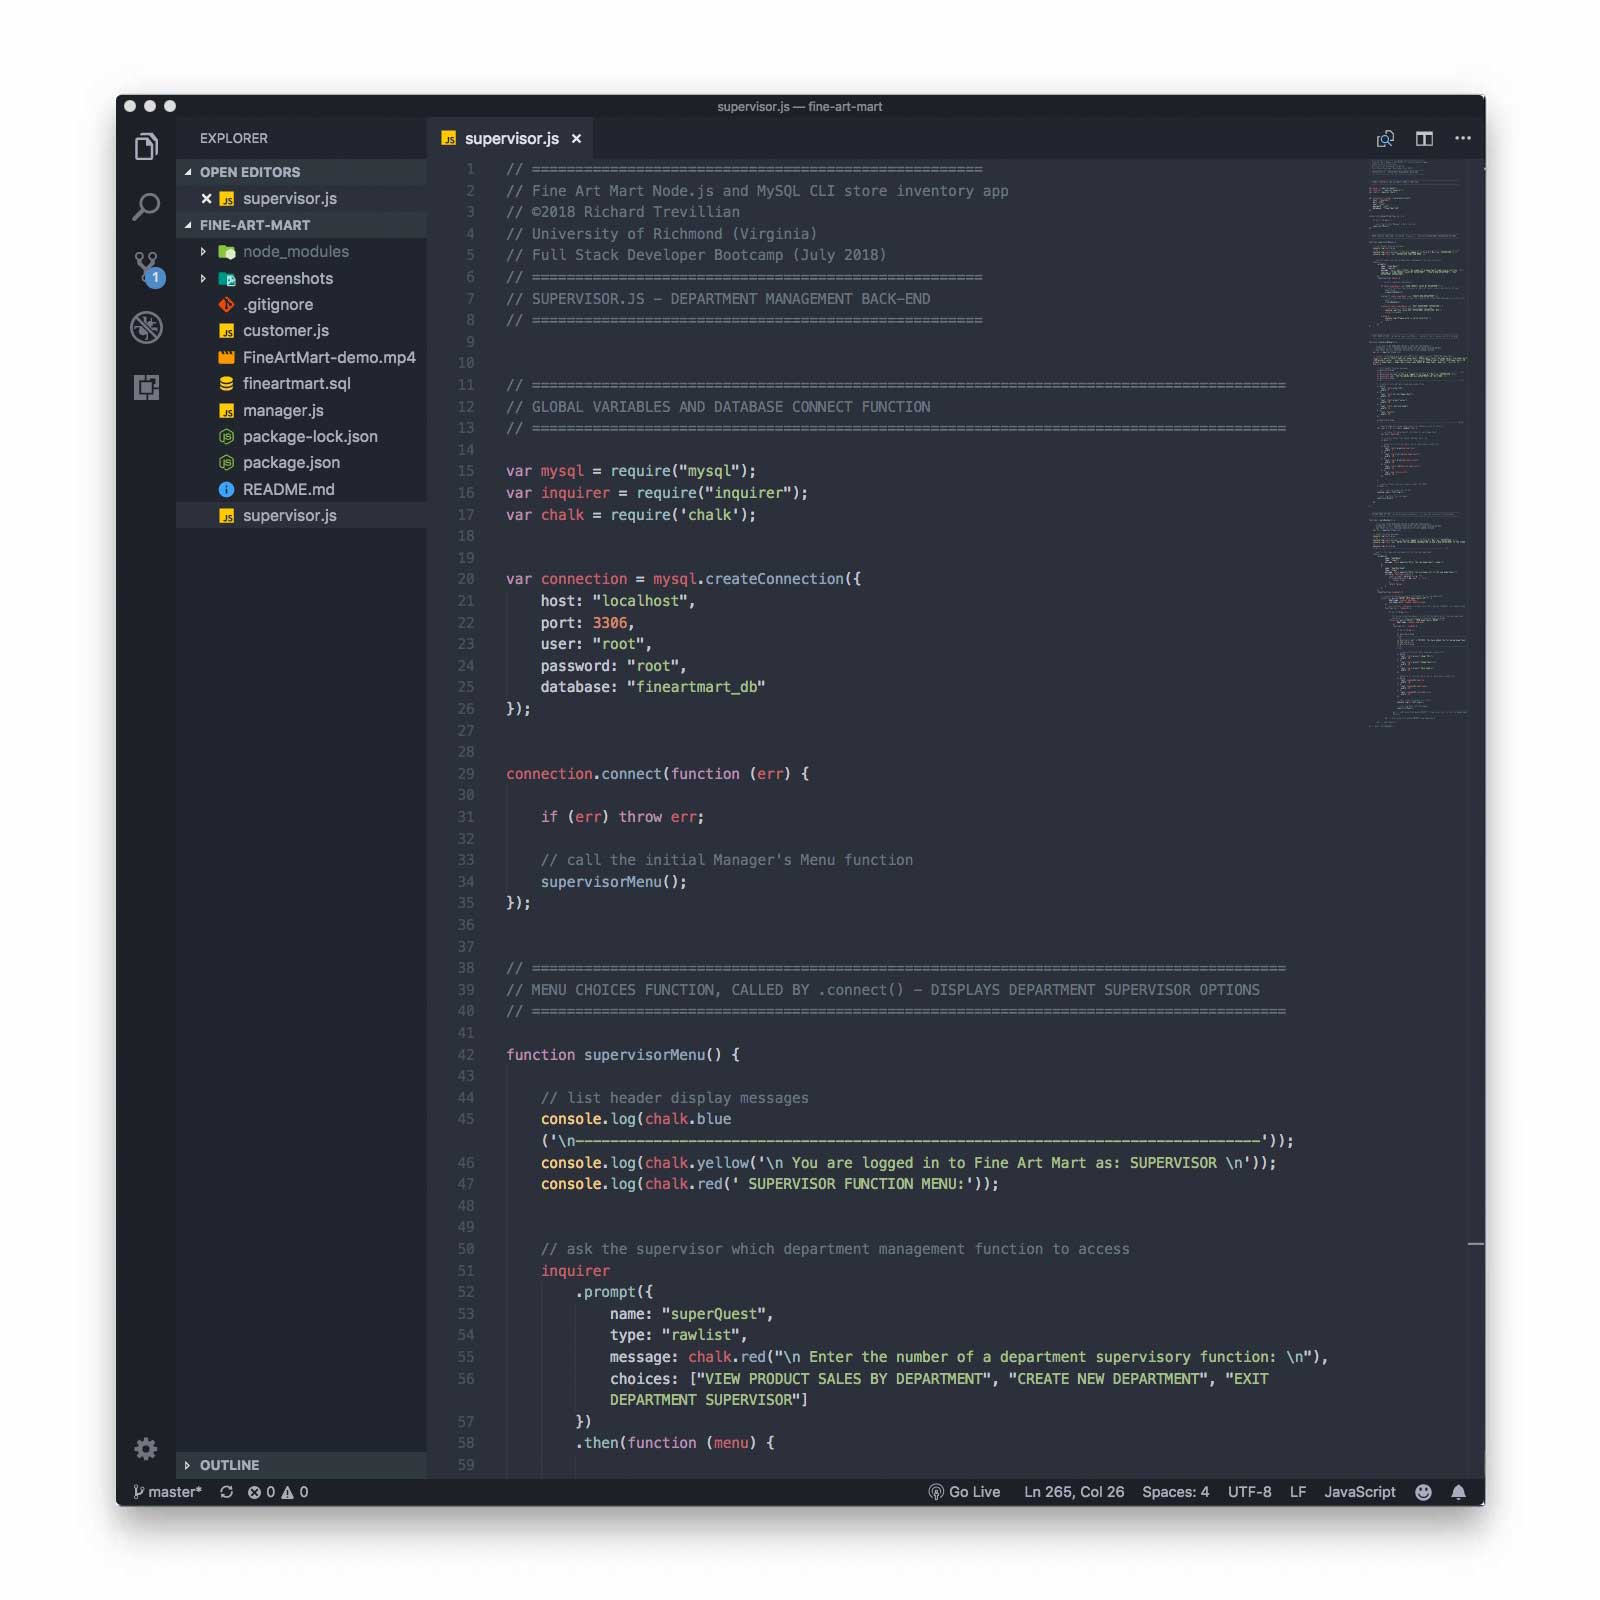 supervisor.js — fine-art-mart
EXPLORER
OPEN EDITORS
supervisor.js
FINE-ART-MART
node_modules
screenshots
.gitignore
customer.js
FineArtMart-demo.mp4
fineartmart.sql
manager.js
package-lock.json
package.json
README.md
supervisor.js
OUTLINE
1
supervisor.js
1 // ====================================================
2 // Fine Art Mart Node.js and MySQL CLI store inventory app
3 // ©2018 Richard Trevillian
4 // University of Richmond (Virginia)
5 // Full Stack Developer Bootcamp (July 2018)
6 // ====================================================
7 // SUPERVISOR.JS - DEPARTMENT MANAGEMENT BACK-END
8 // ====================================================
9
10
11 // =======================================================================================
12 // GLOBAL VARIABLES AND DATABASE CONNECT FUNCTION
13 // =======================================================================================
14
15 var mysql = require("mysql");
16 var inquirer = require("inquirer");
17 var chalk = require('chalk');
18
19
20 var connection = mysql.createConnection({
21 host: "localhost",
22 port: 3306,
23 user: "root",
24 password: "root",
25 database: "fineartmart_db"
26 });
27
28
29 connection.connect(function (err) {
30
31 if (err) throw err;
32
33 // call the initial Manager's Menu function
34 supervisorMenu();
35 });
36
37
38 // =======================================================================================
39 // MENU CHOICES FUNCTION, CALLED BY .connect() - DISPLAYS DEPARTMENT SUPERVISOR OPTIONS
40 // =======================================================================================
41
42 function supervisorMenu() {
43
44 // list header display messages
45 console.log(chalk.blue
('\n-------------------------------------------------------------------------------'));
46 console.log(chalk.yellow('\n You are logged in to Fine Art Mart as: SUPERVISOR \n'));
47 console.log(chalk.red(' SUPERVISOR FUNCTION MENU:'));
48
49
50 // ask the supervisor which department management function to access
51 inquirer
52 .prompt({
53 name: "superQuest",
54 type: "rawlist",
55 message: chalk.red("\n Enter the number of a department supervisory function: \n"),
56 choices: ["VIEW PRODUCT SALES BY DEPARTMENT", "CREATE NEW DEPARTMENT", "EXIT
DEPARTMENT SUPERVISOR"]
57 })
58 .then(function (menu) {
59
master* 0 0 Go Live Ln 265, Col 26 Spaces: 4 UTF-8 LF JavaScript